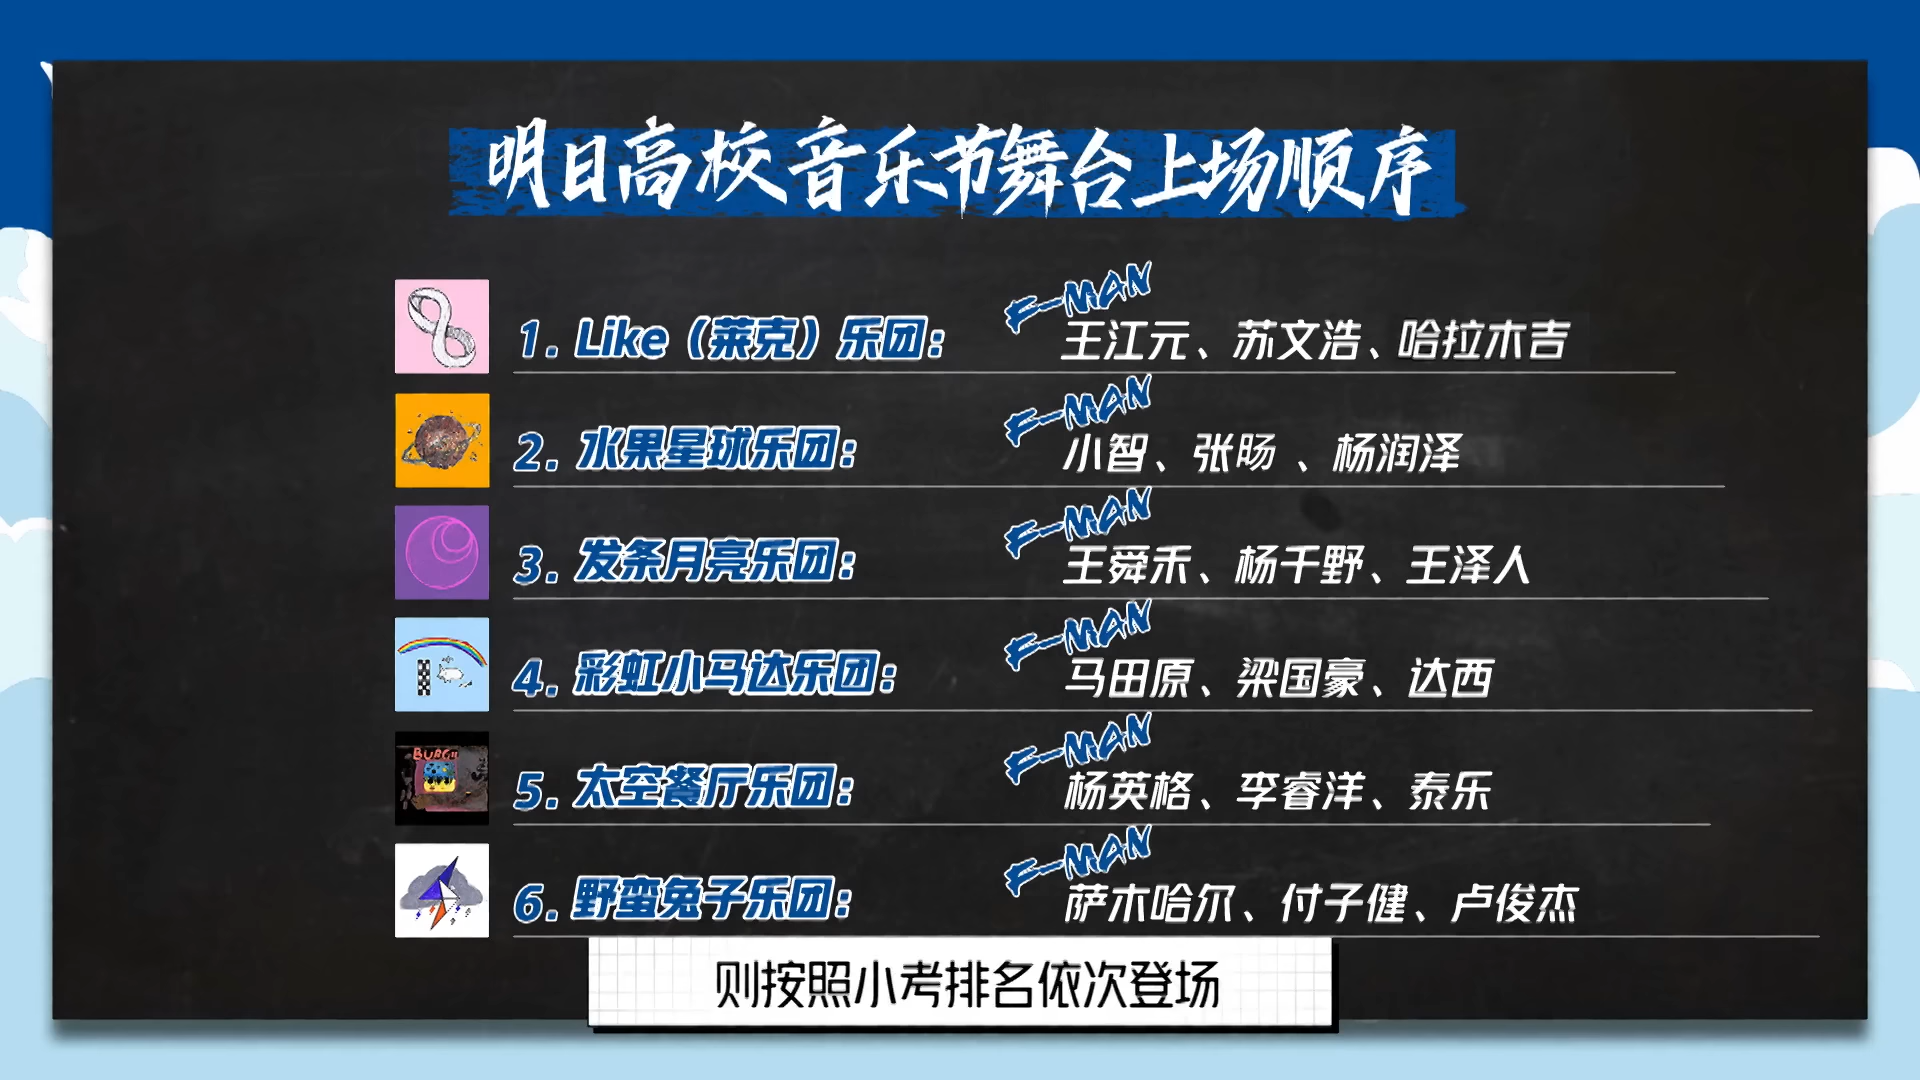 明日高校音乐节舞台上场顺序
F-MAN
1. Like（莱克）乐团： 王江元、苏文浩、哈拉木吉
F-MAN
2. 水果星球乐团： 小智、张旸 、杨润泽
F-MAN
3. 发条月亮乐团： 王舜禾、杨千野、王泽人
F-MAN
4. 彩虹小马达乐团： 马田原、梁国豪、达西
F-MAN
5. 太空餐厅乐团： 杨英格、李睿洋、泰乐
F-MAN
6. 野蛮兔子乐团： 萨木哈尔、付子健、卢俊杰
则按照小考排名依次登场